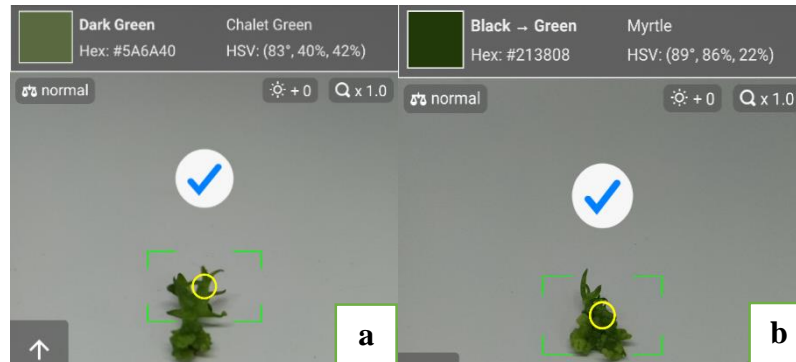 Dark Green Chalet Green
Hex: #5A6A40 HSV: (83°, 40%, 42%)
normal +0 x 1.0
a
Black → Green Myrtle
Hex: #213808 HSV: (89°, 86%, 22%)
normal +0 x 1.0
b